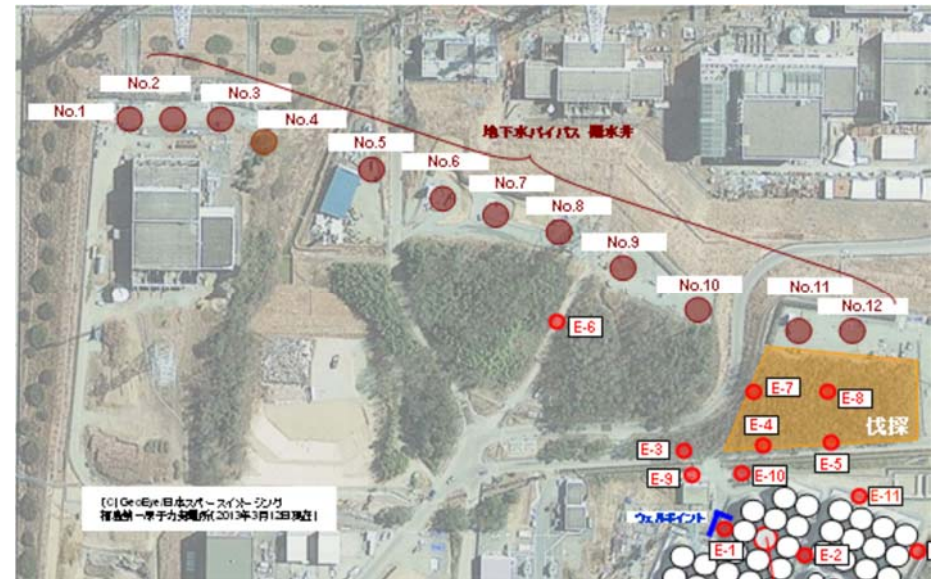 No.2
No.3
No.1
No.4
地下水バイパス 揚水井
No.5
No.6
No.7
No.8
No.9
No.10
No.11
No.12
E-6
E-7
E-8
E-4
伐採
E-3
E-5
E-9
E-10
E-11
(C)GeoEye/日本スペースイメージング
福島第一原子力発電所(2013年3月12日現在)
ウェルポイント
E-1
E-2